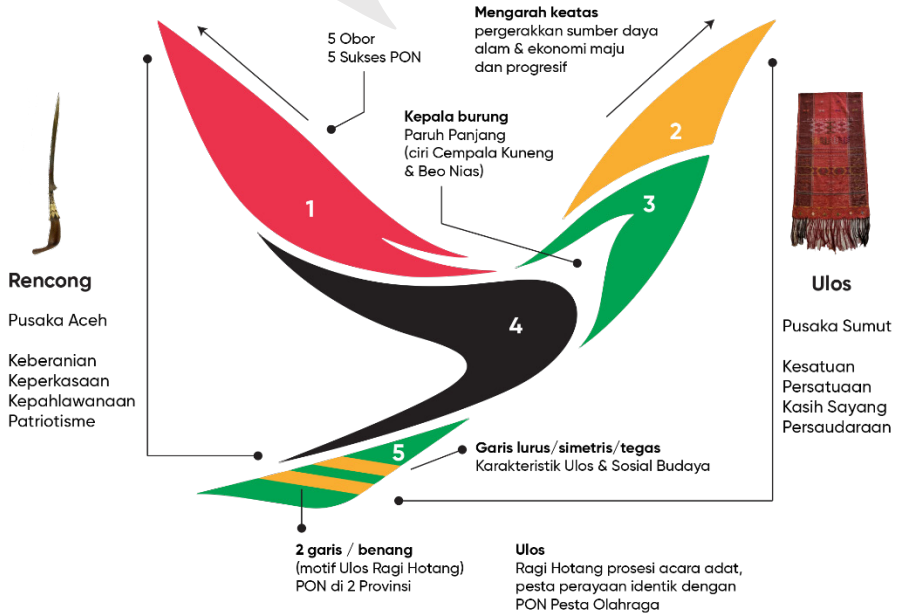 Mengarah keatas
pergerakkan sumber daya
alam & ekonomi maju
dan progresif
5 Obor
5 Sukses PON
Kepala burung
Paruh Panjang
(ciri Cempala Kuneng
& Beo Nias)
1
2
3
4
5
Rencong
Pusaka Aceh
Keberanian
Keperkasaan
Kepahlawanaan
Patriotisme
Ulos
Pusaka Sumut
Kesatuan
Persatuaan
Kasih Sayang
Persaudaraan
Garis lurus/simetris/tegas
Karakteristik Ulos & Sosial Budaya
2 garis / benang
(motif Ulos Ragi Hotang)
PON di 2 Provinsi
Ulos
Ragi Hotang prosesi acara adat,
pesta perayaan identik dengan
PON Pesta Olahraga